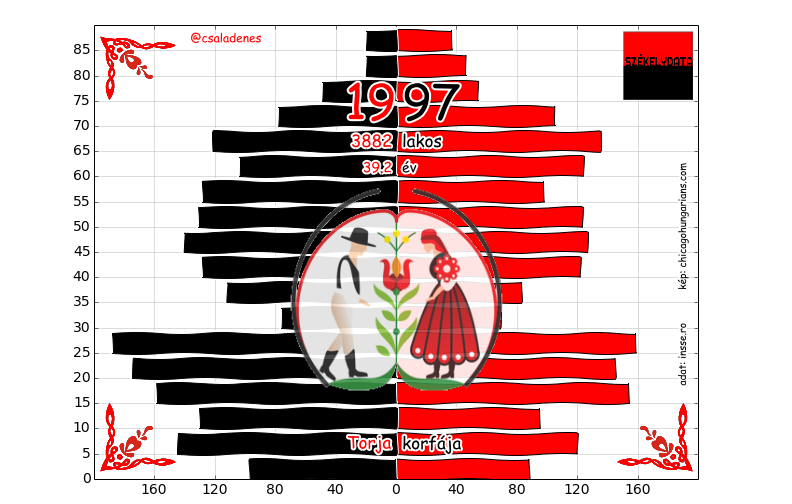 @csaladenes
SZÉKELYDATA
1997
3882 lakos
39.2 év
kép: chicagohungarians.com
adat: insse.ro
Torja korfája
85
80
75
70
65
60
55
50
45
40
35
30
25
20
15
10
5
0
160 120 80 40 0 40 80 120 160